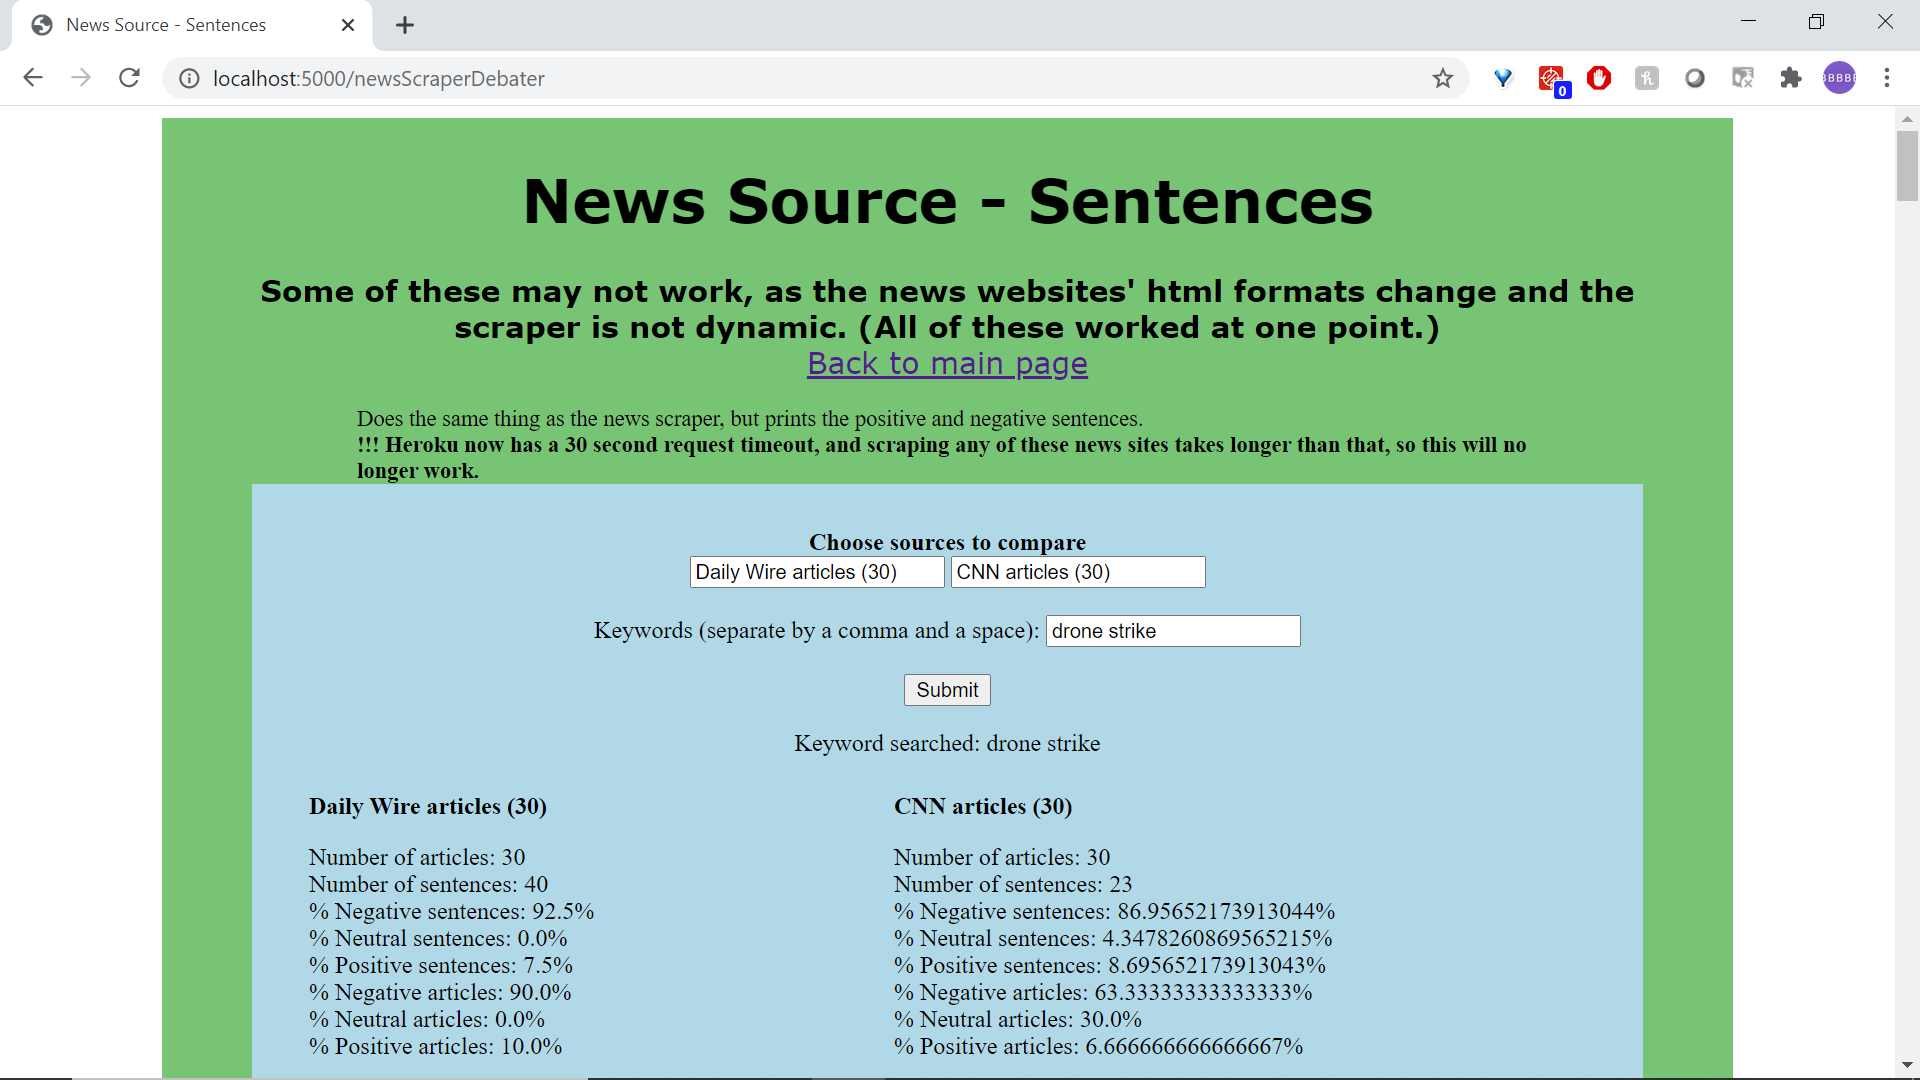 News Source - Sentences
localhost:5000/newsScraperDebater
0
News Source - Sentences
Some of these may not work, as the news websites' html formats change and the
scraper is not dynamic. (All of these worked at one point.)
Back to main page
Does the same thing as the news scraper, but prints the positive and negative sentences.
!!! Heroku now has a 30 second request timeout, and scraping any of these news sites takes longer than that, so this will no
longer work.
Choose sources to compare
Daily Wire articles (30) CNN articles (30)
Keywords (separate by a comma and a space): drone strike
Submit
Keyword searched: drone strike
Daily Wire articles (30)
Number of articles: 30
Number of sentences: 40
% Negative sentences: 92.5%
% Neutral sentences: 0.0%
% Positive sentences: 7.5%
% Negative articles: 90.0%
% Neutral articles: 0.0%
% Positive articles: 10.0%
CNN articles (30)
Number of articles: 30
Number of sentences: 23
% Negative sentences: 86.95652173913044%
% Neutral sentences: 4.3478260869565215%
% Positive sentences: 8.695652173913043%
% Negative articles: 63.33333333333333%
% Neutral articles: 30.0%
% Positive articles: 6.666666666666667%